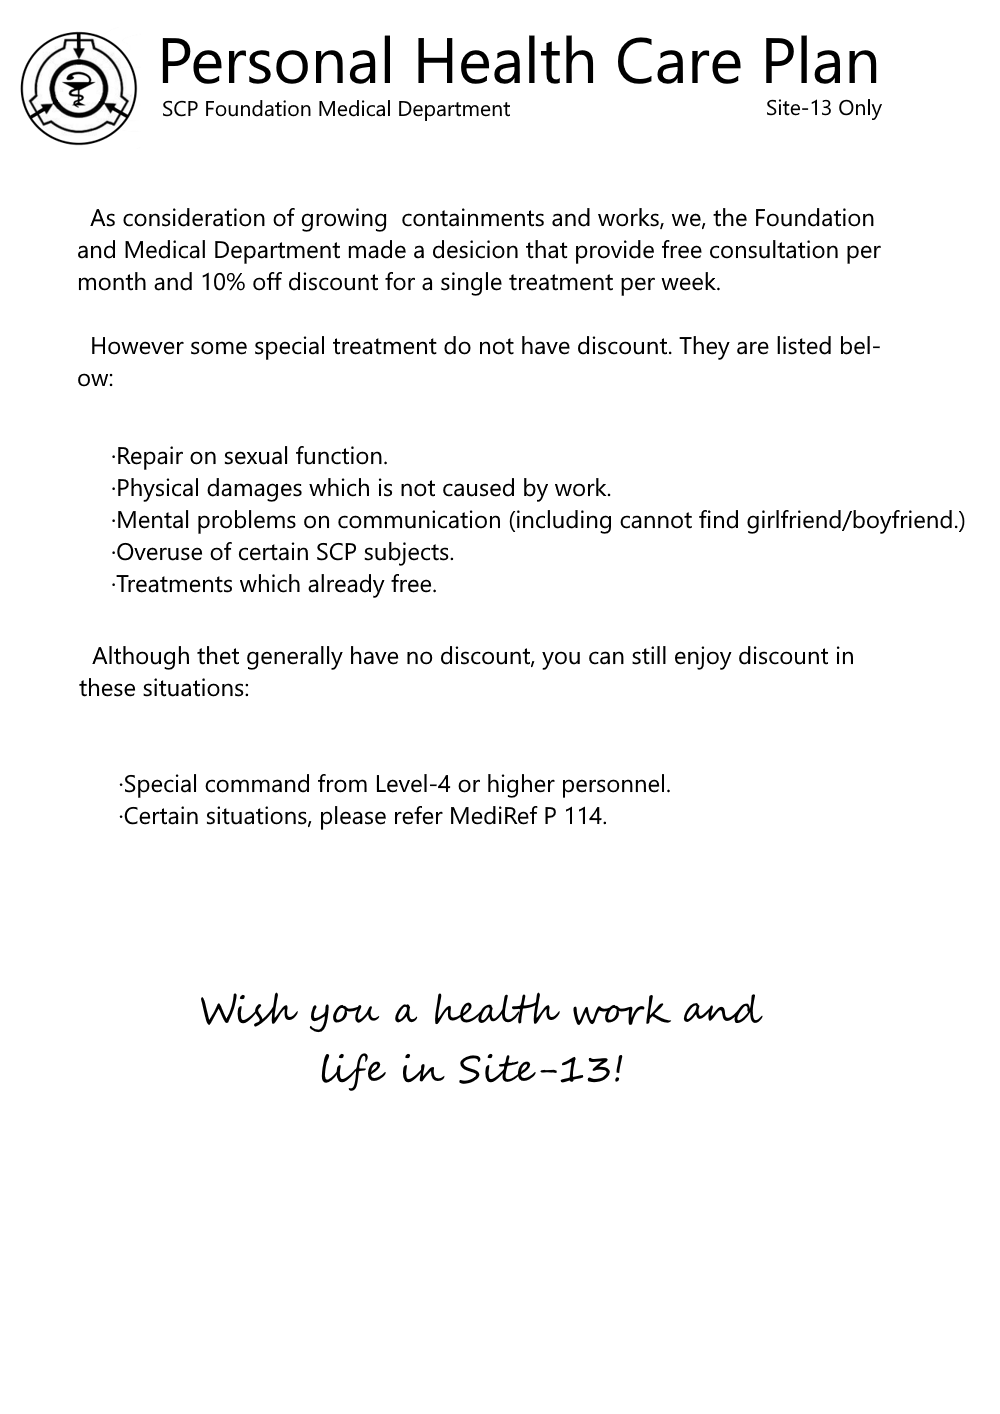 Personal Health Care Plan
SCP Foundation Medical Department Site-13 Only
As consideration of growing  containments and works, we, the Foundation
and Medical Department made a desicion that provide free consultation per
month and 10% off discount for a single treatment per week.
However some special treatment do not have discount. They are listed bel-
ow:
·Repair on sexual function.
·Physical damages which is not caused by work.
·Mental problems on communication (including cannot find girlfriend/boyfriend.)
·Overuse of certain SCP subjects.
·Treatments which already free.
Although thet generally have no discount, you can still enjoy discount in
these situations:
·Special command from Level-4 or higher personnel.
·Certain situations, please refer MediRef P 114.
Wish you a health work and
life in Site-13!